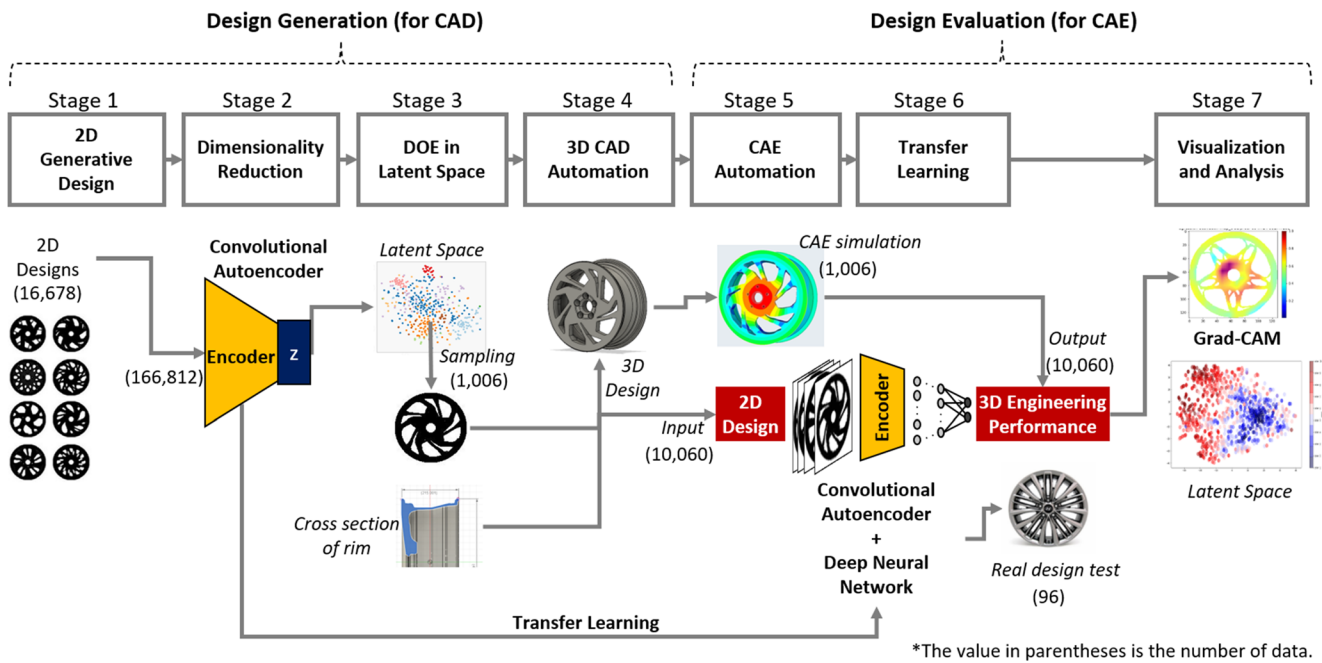 Design Generation (for CAD)
Design Evaluation (for CAE)
Stage 1
Stage 2
Stage 3
Stage 4
Stage 5
Stage 6
Stage 7
2D
Generative
Design
Dimensionality
Reduction
DOE in
Latent Space
3D CAD
Automation
CAE
Automation
Transfer
Learning
Visualization
and Analysis
2D
Designs
(16,678)
(166,812)
Convolutional
Autoencoder
Encoder
z
Latent Space
Sampling
(1,006)
Cross section
of rim
3D
Design
CAE simulation
(1,006)
Input
(10,060)
2D
Design
Encoder
Output
(10,060)
3D Engineering
Performance
Convolutional
Autoencoder
+
Deep Neural
Network
Real design test
(96)
Grad-CAM
Latent Space
Transfer Learning
*The value in parentheses is the number of data.